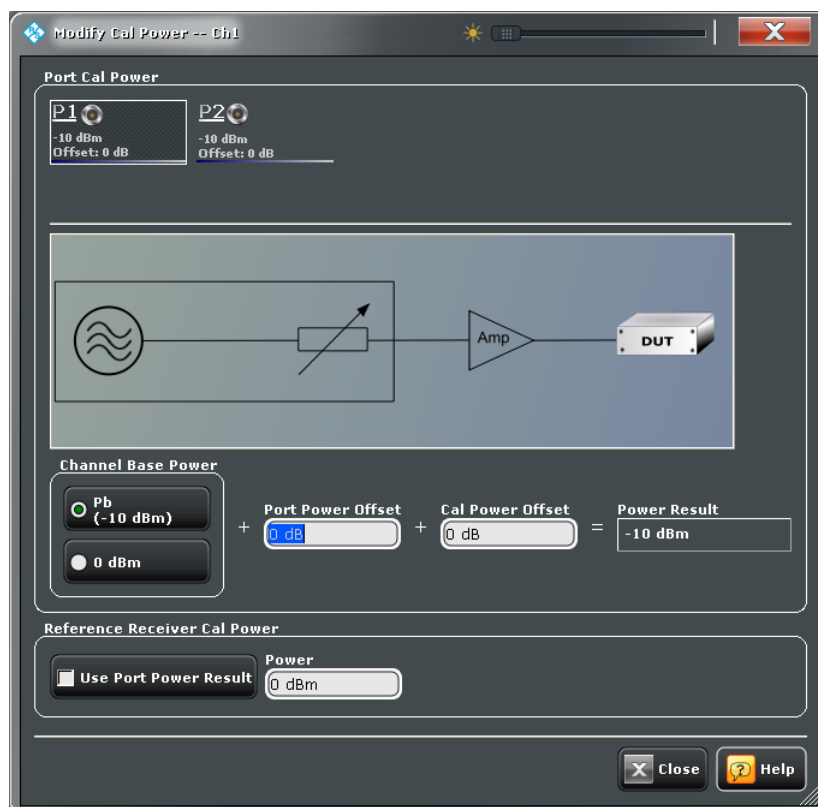 Modify Cal Power -- Ch1
Port Cal Power
P1
-10 dBm
Offset: 0 dB
P2
-10 dBm
Offset: 0 dB
Amp
DUT
Channel Base Power
Pb
(-10 dBm)
0 dBm
+
Port Power Offset
0 dB
+
Cal Power Offset
0 dB
=
Power Result
-10 dBm
Reference Receiver Cal Power
Use Port Power Result
Power
0 dBm
Close
Help